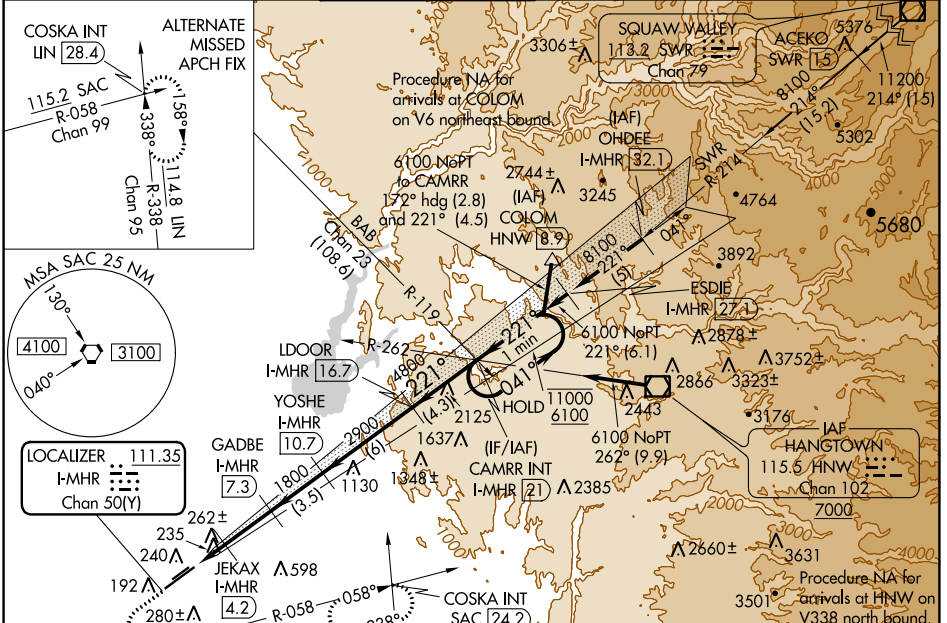 COSKA INT
LIN 28.4
ALTERNATE
MISSED
APCH FIX
115.2 SAC
R-058
Chan 99
338°
158°
114.8 LIN
R-338
Chan 95
MSA SAC 25 NM
130°
4100
3100
040°
LOCALIZER 111.35
I-MHR
Chan 50(Y)
SQUAW VALLEY
113.2 SWR
Chan 79
3306±
ACEKO
SWR 15
5376
11200
214° (15)
8100
214°
(15.2)
5302
3000
Procedure NA for
arrivals at COLOM
on V6 northeast bound.
(IAF)
OHDEE
I-MHR 32.1
SWR
R-214
6100 NoPT
to CAMRR
172° hdg (2.8)
and 221° (4.5)
2744±
3245
(IAF)
COLOM
HNW 8.9
4764
5680
3892
041°
8100
221°
(5)
ESDIE
I-MHR 27.1
6100 NoPT
221° (6.1)
BAB
Chan 23
(108.6)
R-119
R-262
221°
1 min
041°
HOLD
11000
6100
2878±
3752±
2866
3323±
2443
3176
LDOOR
I-MHR 16.7
4800
221°
(4.3)
2125
YOSHE
I-MHR
10.7
2900
(6)
1637
1348±
1130
(IF/IAF)
CAMRR INT
I-MHR 21
2385
6100 NoPT
262° (9.9)
IAF
HANGTOWN
115.5 HNW
Chan 102
7000
GADBE
I-MHR
7.3
1800
(3.5)
262±
235
240
192
280±
JEKAX
I-MHR
4.2
598
R-058
058°
COSKA INT
SAC 24.2
2660±
3631
3501
4000
1000
Procedure NA for
arrivals at HNW on
V338 north bound.